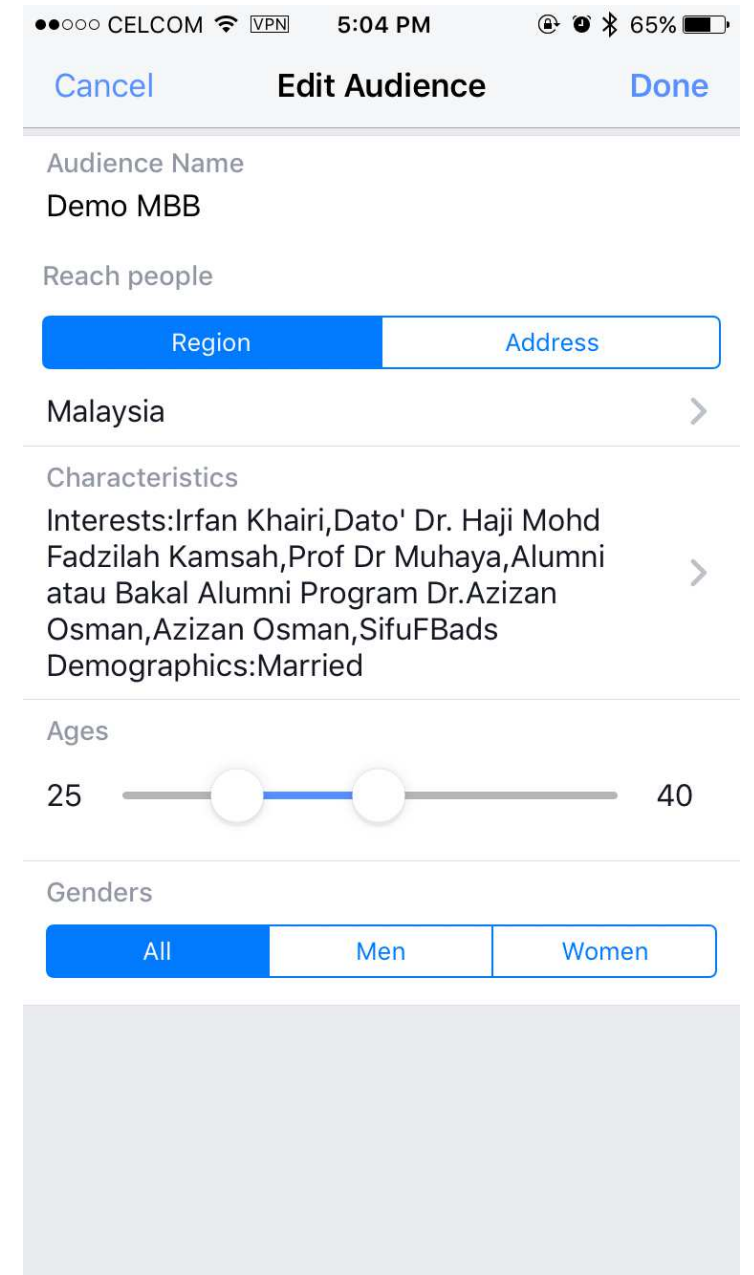 CELCOM VPN 5:04 PM 65%
Cancel Edit Audience Done
Audience Name
Demo MBB
Reach people
Region Address
Malaysia
Characteristics
Interests:Irfan Khairi,Dato' Dr. Haji Mohd
Fadzilah Kamsah,Prof Dr Muhaya,Alumni
atau Bakal Alumni Program Dr.Azizan
Osman,Azizan Osman,SifuFBads
Demographics:Married
Ages
25 40
Genders
All Men Women